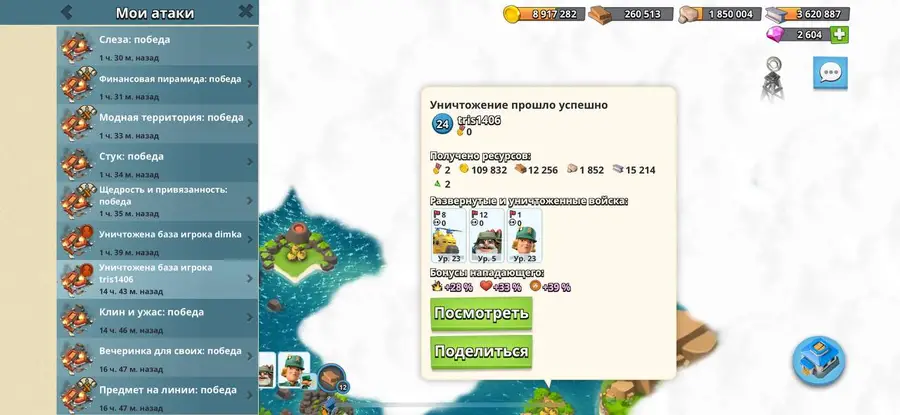 Мои атаки
8 917 282
260 513
1 850 004
3 620 887
2 604
Слеза: победа
1 ч. 30 м. назад
Финансовая пирамида: победа
1 ч. 31 м. назад
Модная территория: победа
1 ч. 33 м. назад
Стук: победа
1 ч. 34 м. назад
Щедрость и привязанность:
победа
1 ч. 35 м. назад
Уничтожена база игрока dimka
1 ч. 39 м. назад
Уничтожена база игрока
tris1406
14 ч. 43 м. назад
Клин и ужас: победа
14 ч. 46 м. назад
Вечеринка для своих: победа
16 ч. 47 м. назад
Предмет на линии: победа
16 ч. 47 м. назад
Уничтожение прошло успешно
24
tris1406
0
Получено ресурсов:
2 109 832 12 256 1 852 15 214
2
Развернутые и уничтоженные войска:
8 12 1
0 0 0
Ур. 23 Ур. 5 Ур. 23
Бонусы нападающего:
+28 % +33 % +39 %
Посмотреть
Поделиться
12